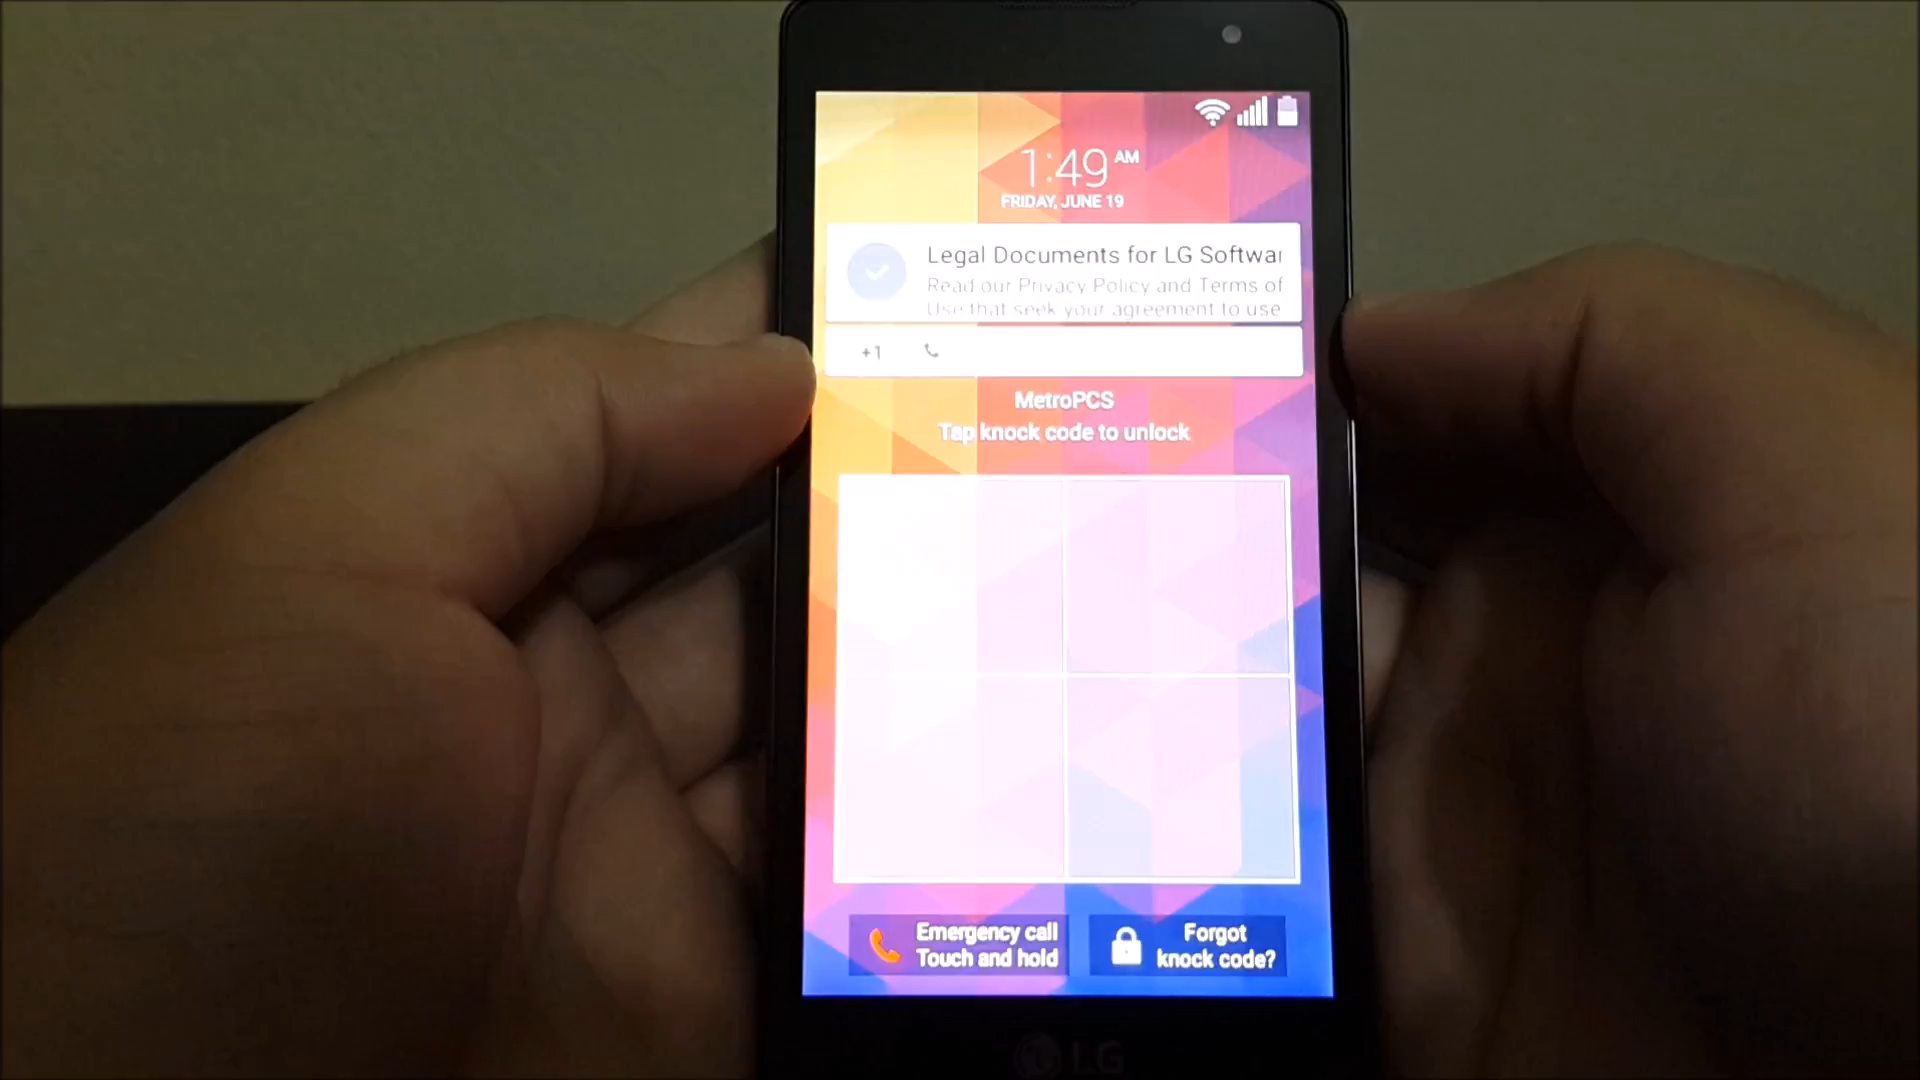 1:49 AM
FRIDAY, JUNE 19
Legal Documents for LG Softwar
Read our Privacy Policy and Terms of
Use that seek your agreement to use
+1
MetroPCS
Tap knock code to unlock
Emergency call
Touch and hold
Forgot
knock code?
LG